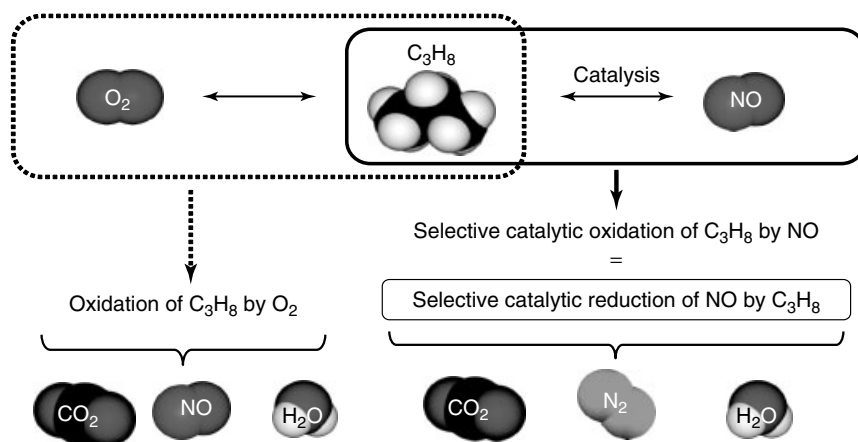 C₃H₈
O₂
Catalysis
NO
Selective catalytic oxidation of C₃H₈ by NO
=
Oxidation of C₃H₈ by O₂
Selective catalytic reduction of NO by C₃H₈
CO₂
NO
H₂O
CO₂
N₂
H₂O